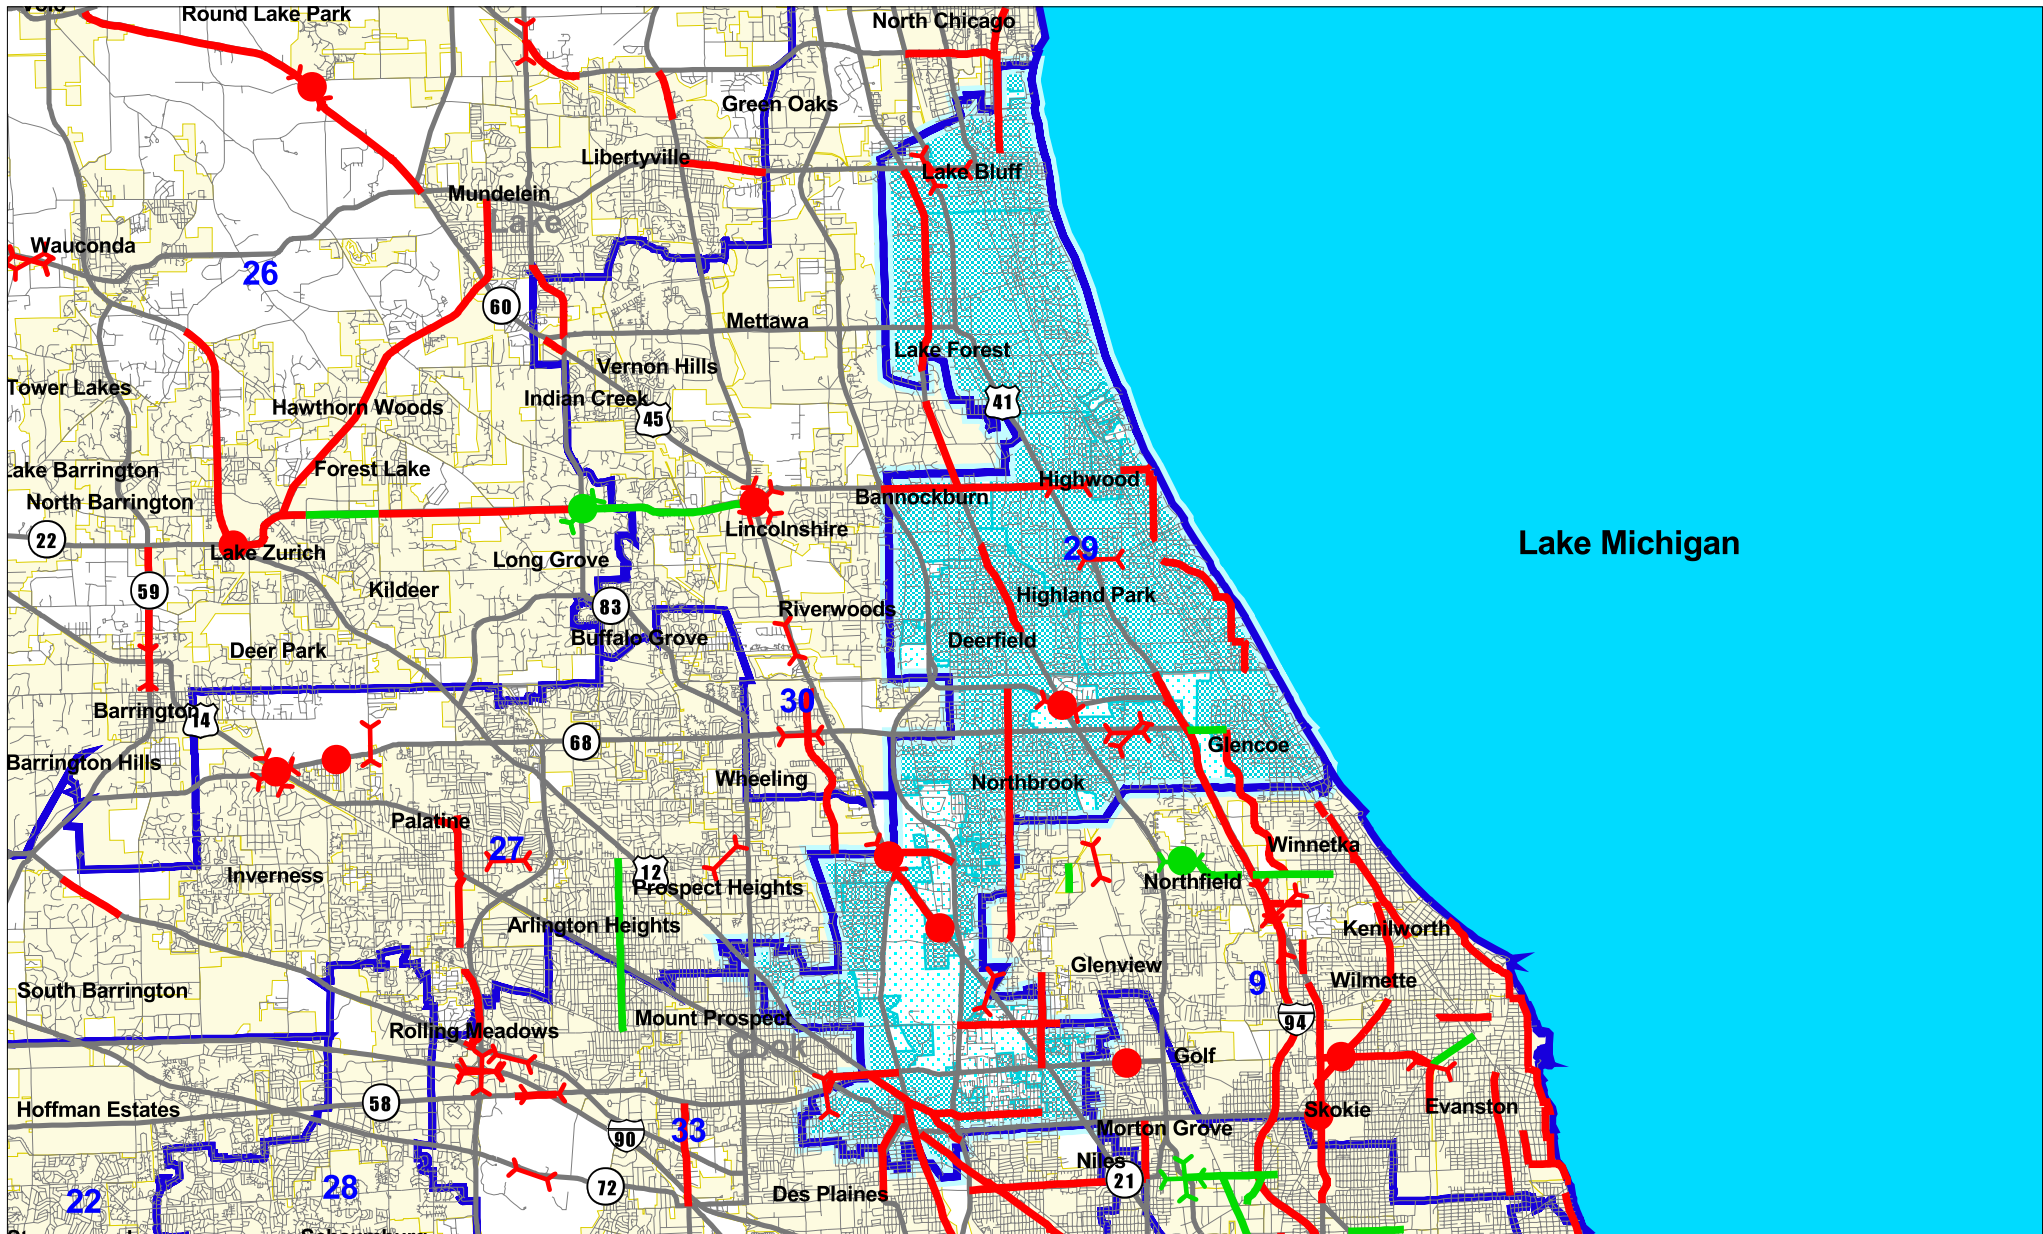 Round Lake Park
North Chicago
Green Oaks
Libertyville
Lake Bluff
Mundelein
Lake
Wauconda
26
60
Mettawa
Lake Forest
Vernon Hills
Tower Lakes
Indian Creek
Hawthorn Woods
45
41
Lake Barrington
Forest Lake
Highwood
North Barrington
Bannockburn
Lincolnshire
22
Lake Zurich
29
Lake Michigan
Long Grove
59
Kildeer
83
Riverwoods
Highland Park
Buffalo Grove
Deerfield
Deer Park
30
Barrington
14
68
Glencoe
Barrington Hills
Wheeling
Northbrook
Palatine
27
Winnetka
Inverness
12
Prospect Heights
Northfield
Arlington Heights
Kenilworth
Glenview
9
Wilmette
South Barrington
Mount Prospect
Rolling Meadows
94
Cook
Golf
58
Hoffman Estates
Skokie
Evanston
90
33
Morton Grove
Niles
21
28
72
Des Plaines
22